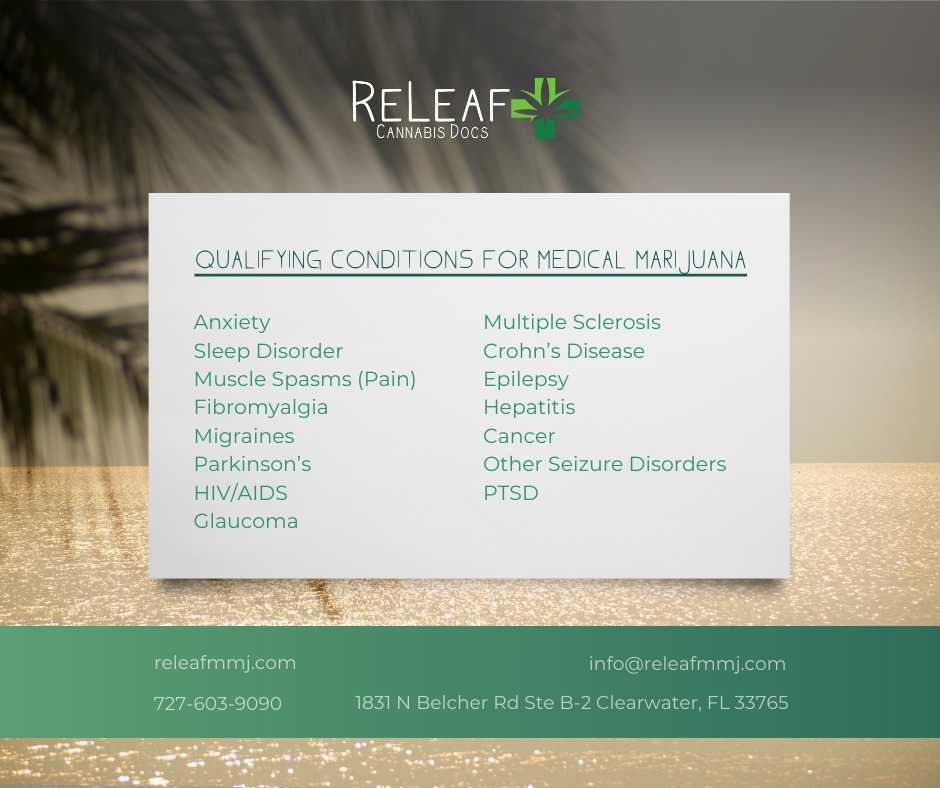 ReLeaf
Cannabis Docs
QUALIFYING CONDITIONS FOR MEDICAL MARIJUANA
Anxiety
Sleep Disorder
Muscle Spasms (Pain)
Fibromyalgia
Migraines
Parkinson's
HIV/AIDS
Glaucoma
Multiple Sclerosis
Crohn's Disease
Epilepsy
Hepatitis
Cancer
Other Seizure Disorders
PTSD
releafmmj.com
info@releafmmj.com
727-603-9090
1831 N Belcher Rd Ste B-2 Clearwater, FL 33765